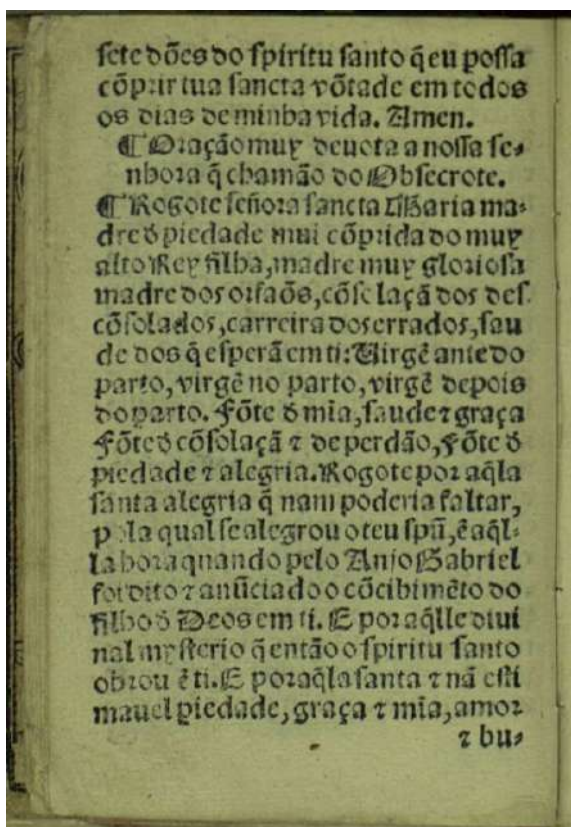 sete dões do spiritu santo q̃ eu possa
cõprir tua sancta võtade em todos
os dias de minha vida. Amen.
¶ Oração muy deuota a nossa se⸗
nhora q̃ chamão do Obsecrote.
¶ Rogote señora sancta Maria ma⸗
dre d̃ piedade mui cõprida do muy
alto Rey filha, madre muy gloriosa
madre dos orfaõs, cõsolaçã dos des
cõsolados, carreira dos errados, sau
de dos q̃ esperã em ti: Virgẽ ante do
parto, virgẽ no parto, virgẽ depois
do parto. Fõte d̃ mĩa, saude ⁊ graça
Fõte d̃ cõsolaçã ⁊ de perdão, Fõte d̃
piedade ⁊ alegria. Rogote por aq̃la
santa alegria q̃ nam poderia faltar,
pola qual se alegrou o teu spũ, ẽ aq̃l⸗
la hora quando pelo Anjo Gabriel
foi dito ⁊ anũciado o cõcibimẽto do
filho d̃ Deos em ti. E por aq̃lle diui
nal mysterio q̃ então o spiritu santo
obrou ẽ ti. E por aq̃la santa ⁊ nã esti
mauel piedade, graça ⁊ mĩa, amor
⁊ hu⸗